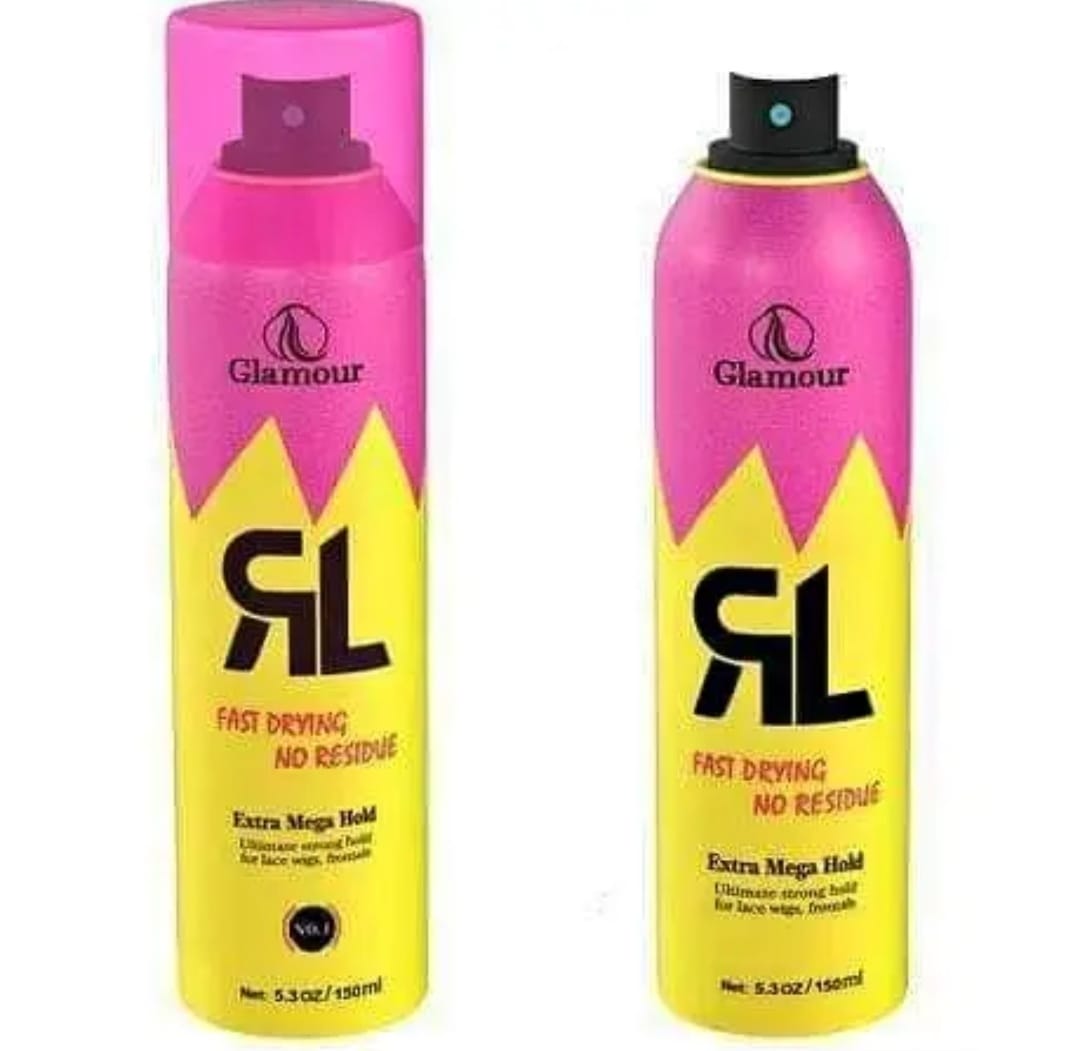 Glamour
RL
FAST DRYING
NO RESIDUE
Extra Mega Hold
Ultimate strong hold
for lace wigs, frontals
NO.1
Net: 5.3 OZ/150ml
Glamour
RL
FAST DRYING
NO RESIDUE
Extra Mega Hold
Ultimate strong hold
for lace wigs, frontals
Net: 5.3 OZ/150ml